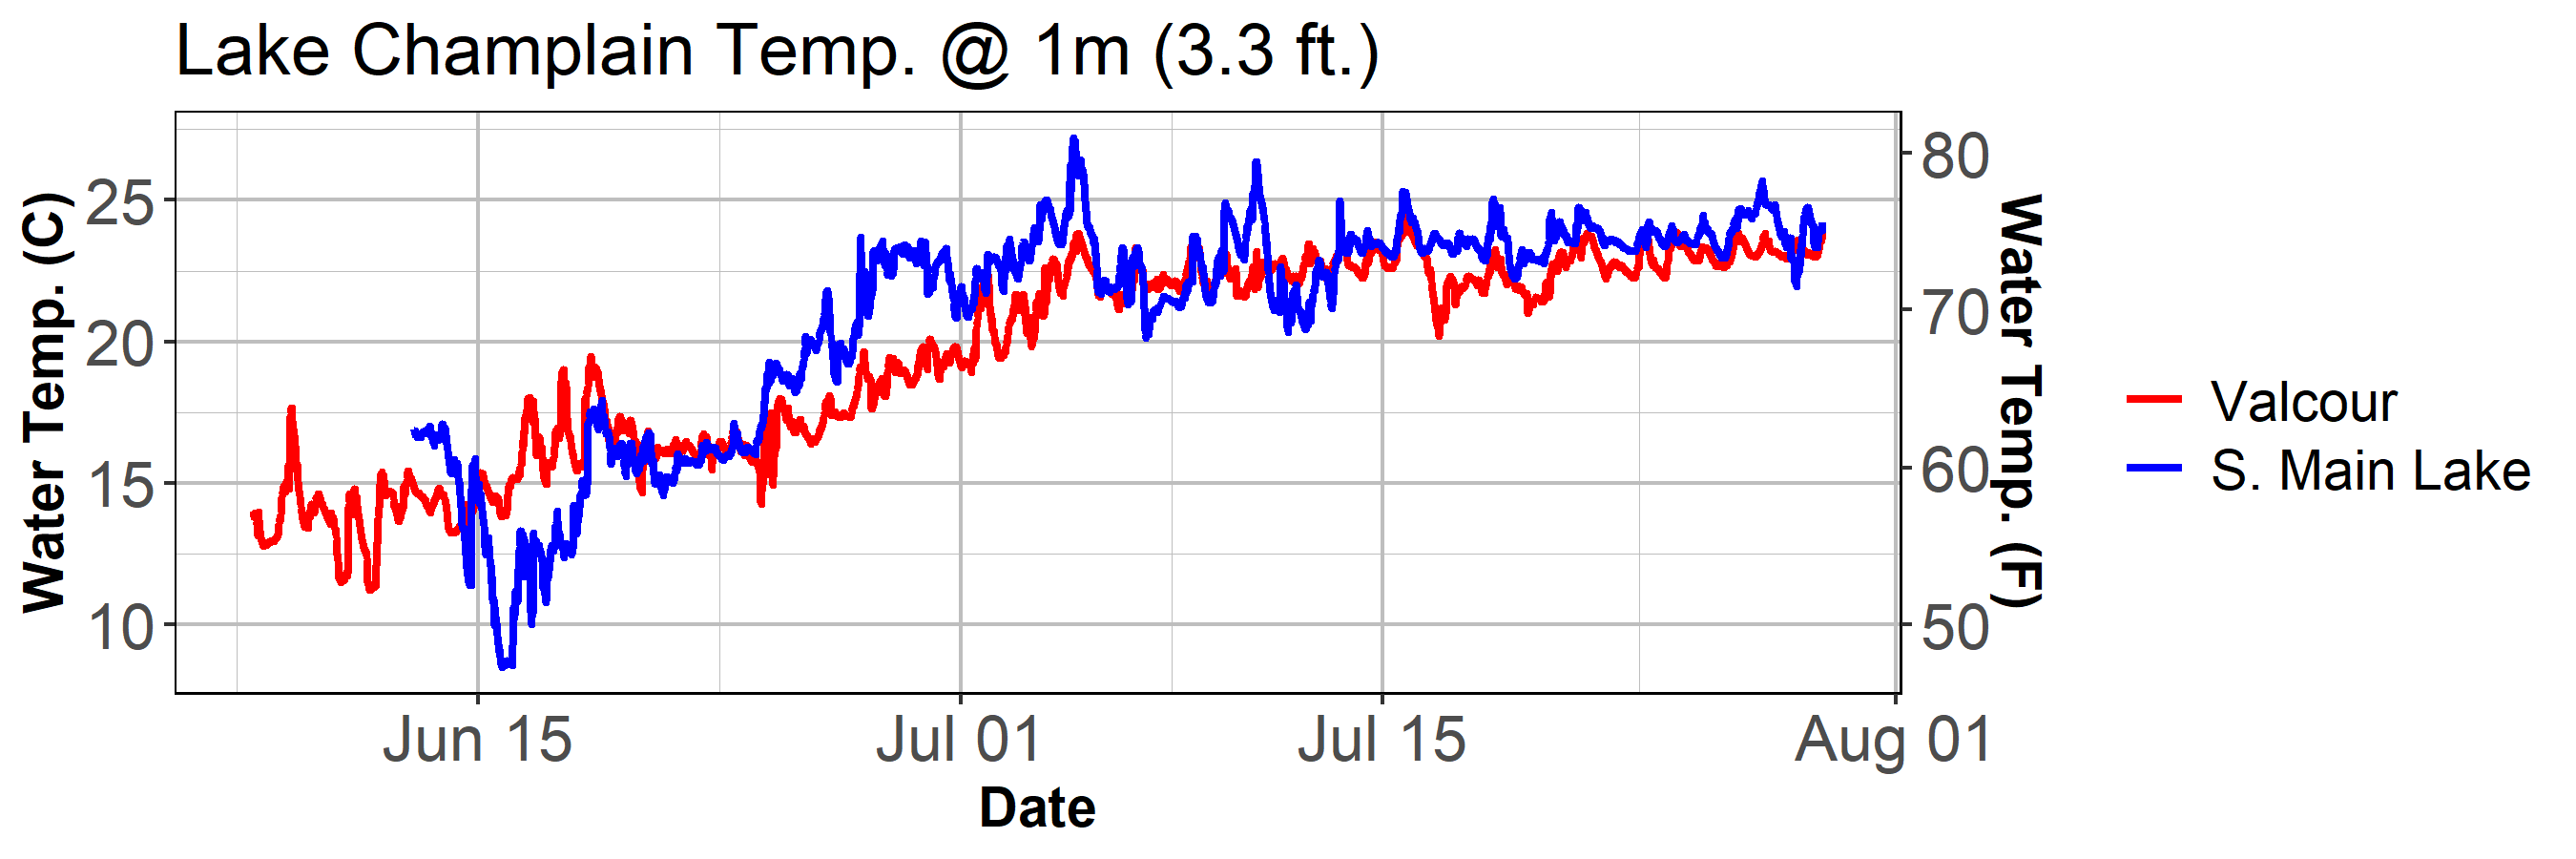 Lake Champlain Temp. @ 1m (3.3 ft.)
Water Temp. (C)
25
20
15
10
80
70
60
50
Water Temp. (F)
Jun 15
Jul 01
Jul 15
Aug 01
Date
Valcour
S. Main Lake